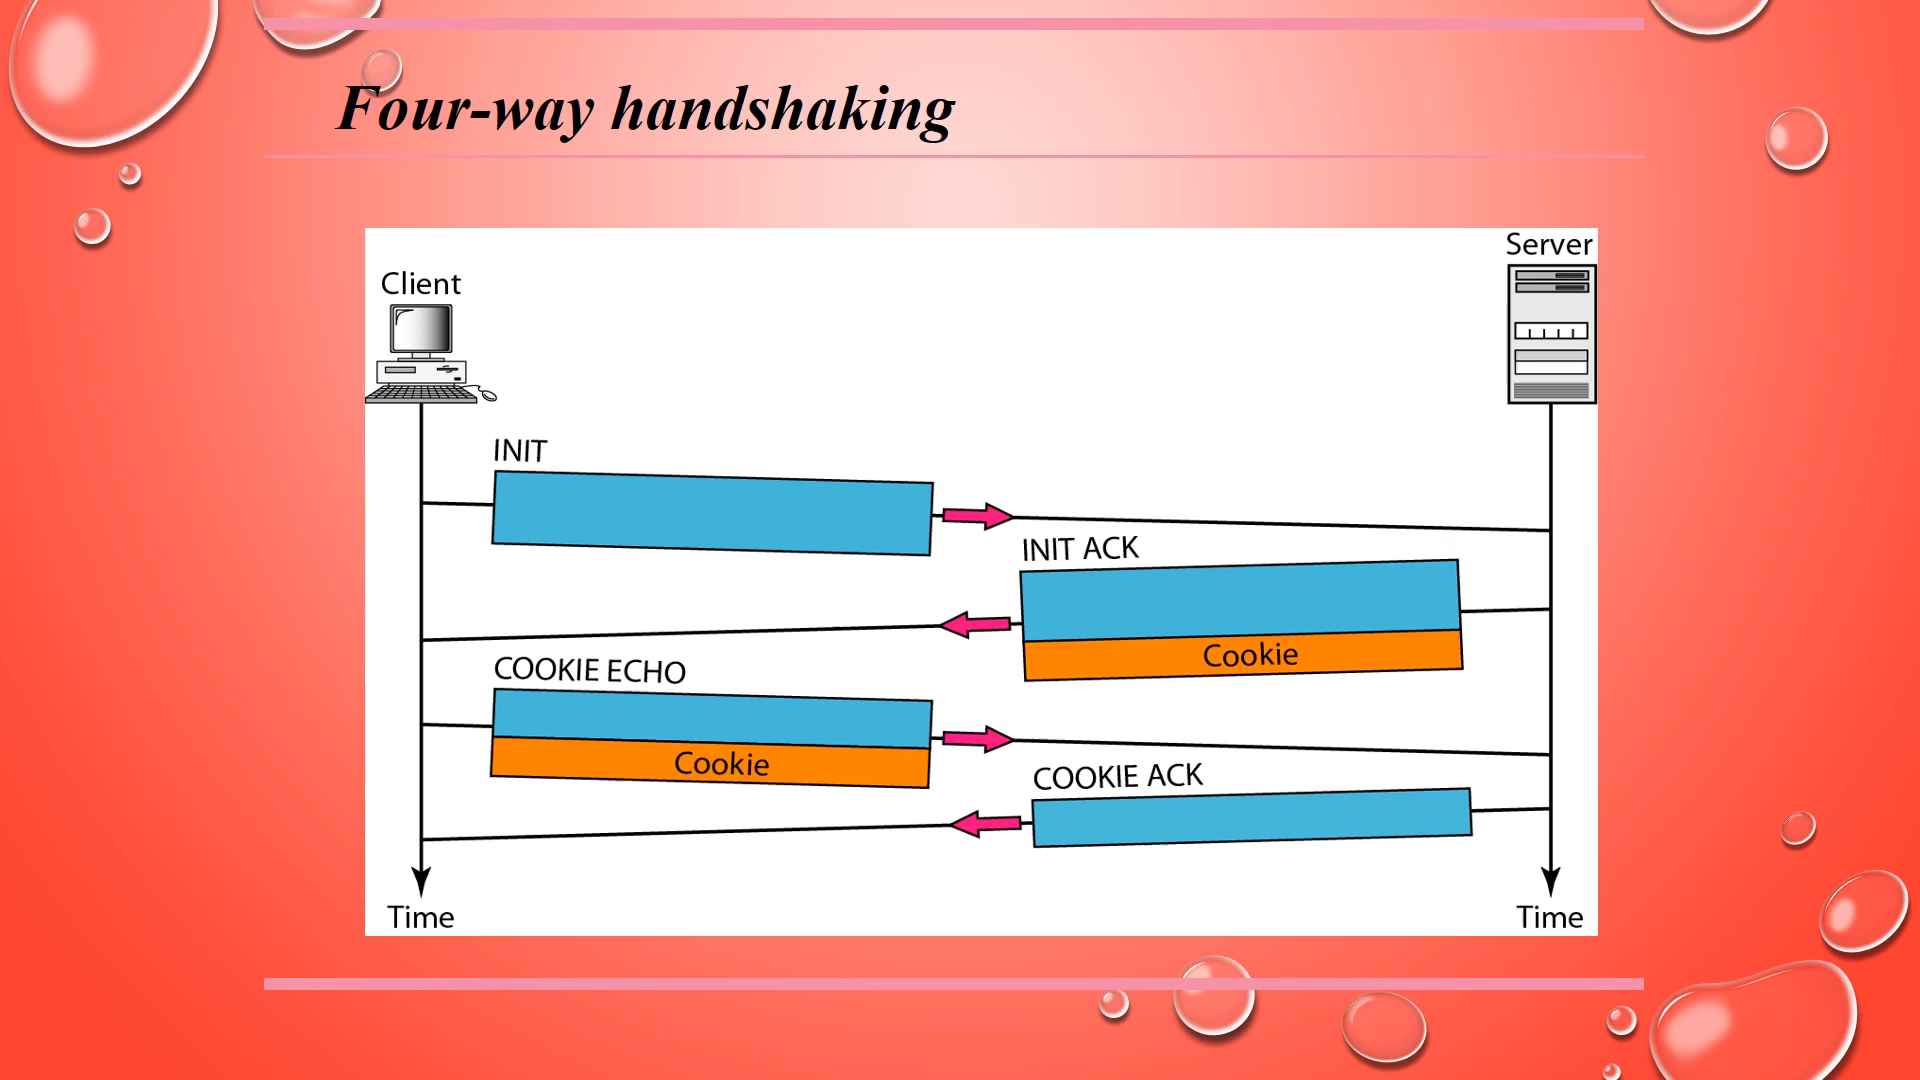 Four-way handshaking
Server
Client
INIT
INIT ACK
Cookie
COOKIE ECHO
Cookie
COOKIE ACK
Time
Time